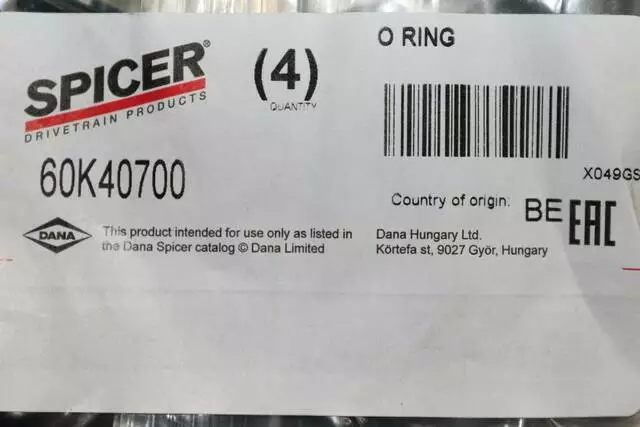 SPICER®
DRIVETRAIN PRODUCTS
(4)
QUANTITY
O RING
60K40700
X049GS
Country of origin: BE
EAC
DANA
This product intended for use only as listed in
the Dana Spicer catalog © Dana Limited
Dana Hungary Ltd.
Körtefa st, 9027 Györ, Hungary